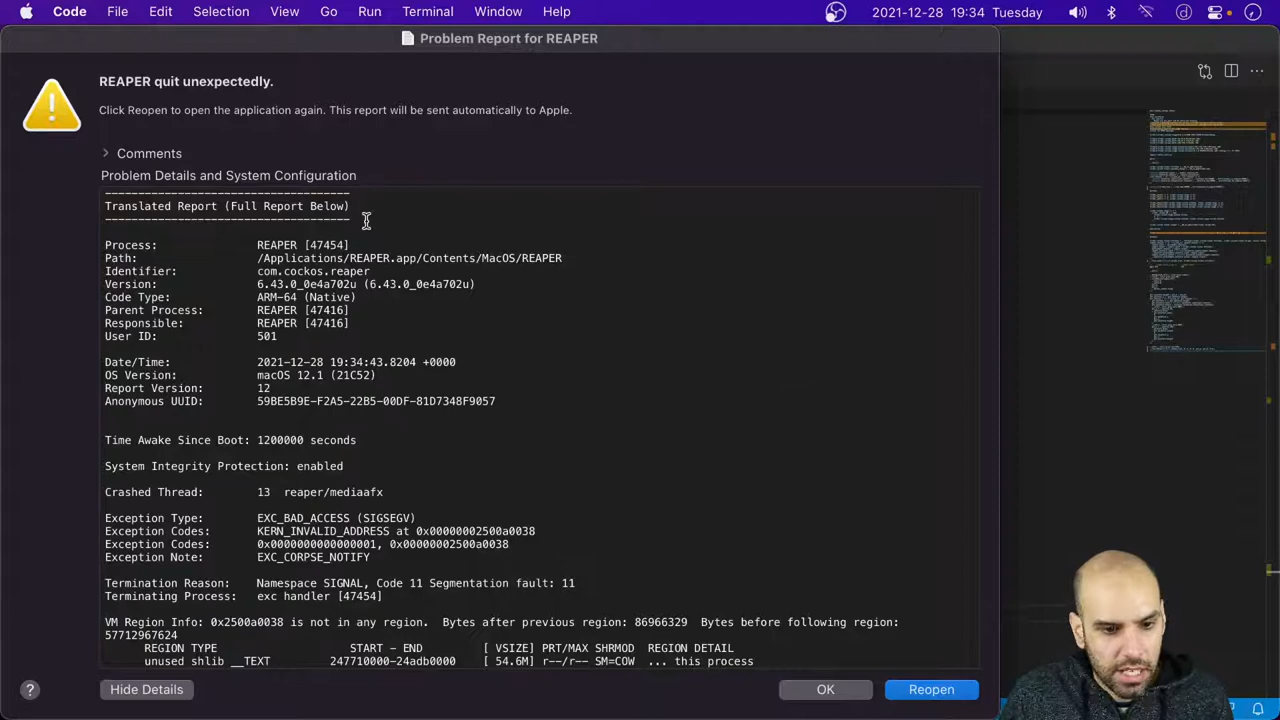 Code File Edit Selection View Go Run Terminal Window Help 2021-12-28 19:34 Tuesday
Problem Report for REAPER
REAPER quit unexpectedly.
Click Reopen to open the application again. This report will be sent automatically to Apple.
Comments
Problem Details and System Configuration
-------------------------------------
Translated Report (Full Report Below)
-------------------------------------
Process: REAPER [47454]
Path: /Applications/REAPER.app/Contents/MacOS/REAPER
Identifier: com.cockos.reaper
Version: 6.43.0_0e4a702u (6.43.0_0e4a702)
Code Type: ARM-64 (Native)
Parent Process: REAPER [47416]
Responsible: REAPER [47416]
User ID: 501
Date/Time: 2021-12-28 19:34:43.8204 +0000
OS Version: macOS 12.1 (21C52)
Report Version: 12
Anonymous UUID: 59BE5B9E-F2A5-22B5-00DF-81D7348F9057
Time Awake Since Boot: 1200000 seconds
System Integrity Protection: enabled
Crashed Thread: 13 reaper/mediaafx
Exception Type: EXC_BAD_ACCESS (SIGSEGV)
Exception Codes: KERN_INVALID_ADDRESS at 0x00000002500a0038
Exception Codes: 0x0000000000000001, 0x00000002500a0038
Exception Note: EXC_CORPSE_NOTIFY
Termination Reason: Namespace SIGNAL, Code 11 Segmentation fault: 11
Terminating Process: exc handler [47454]
VM Region Info: 0x2500a0038 is not in any region. Bytes after previous region: 86966329 Bytes before following region:
57712967624
REGION TYPE START - END [ VSIZE] PRT/MAX SHRMOD REGION DETAIL
unused shlib __TEXT 247710000-24adb0000 [ 54.6M] r--/r-- SM=COW ... this process
Hide Details
OK
Reopen